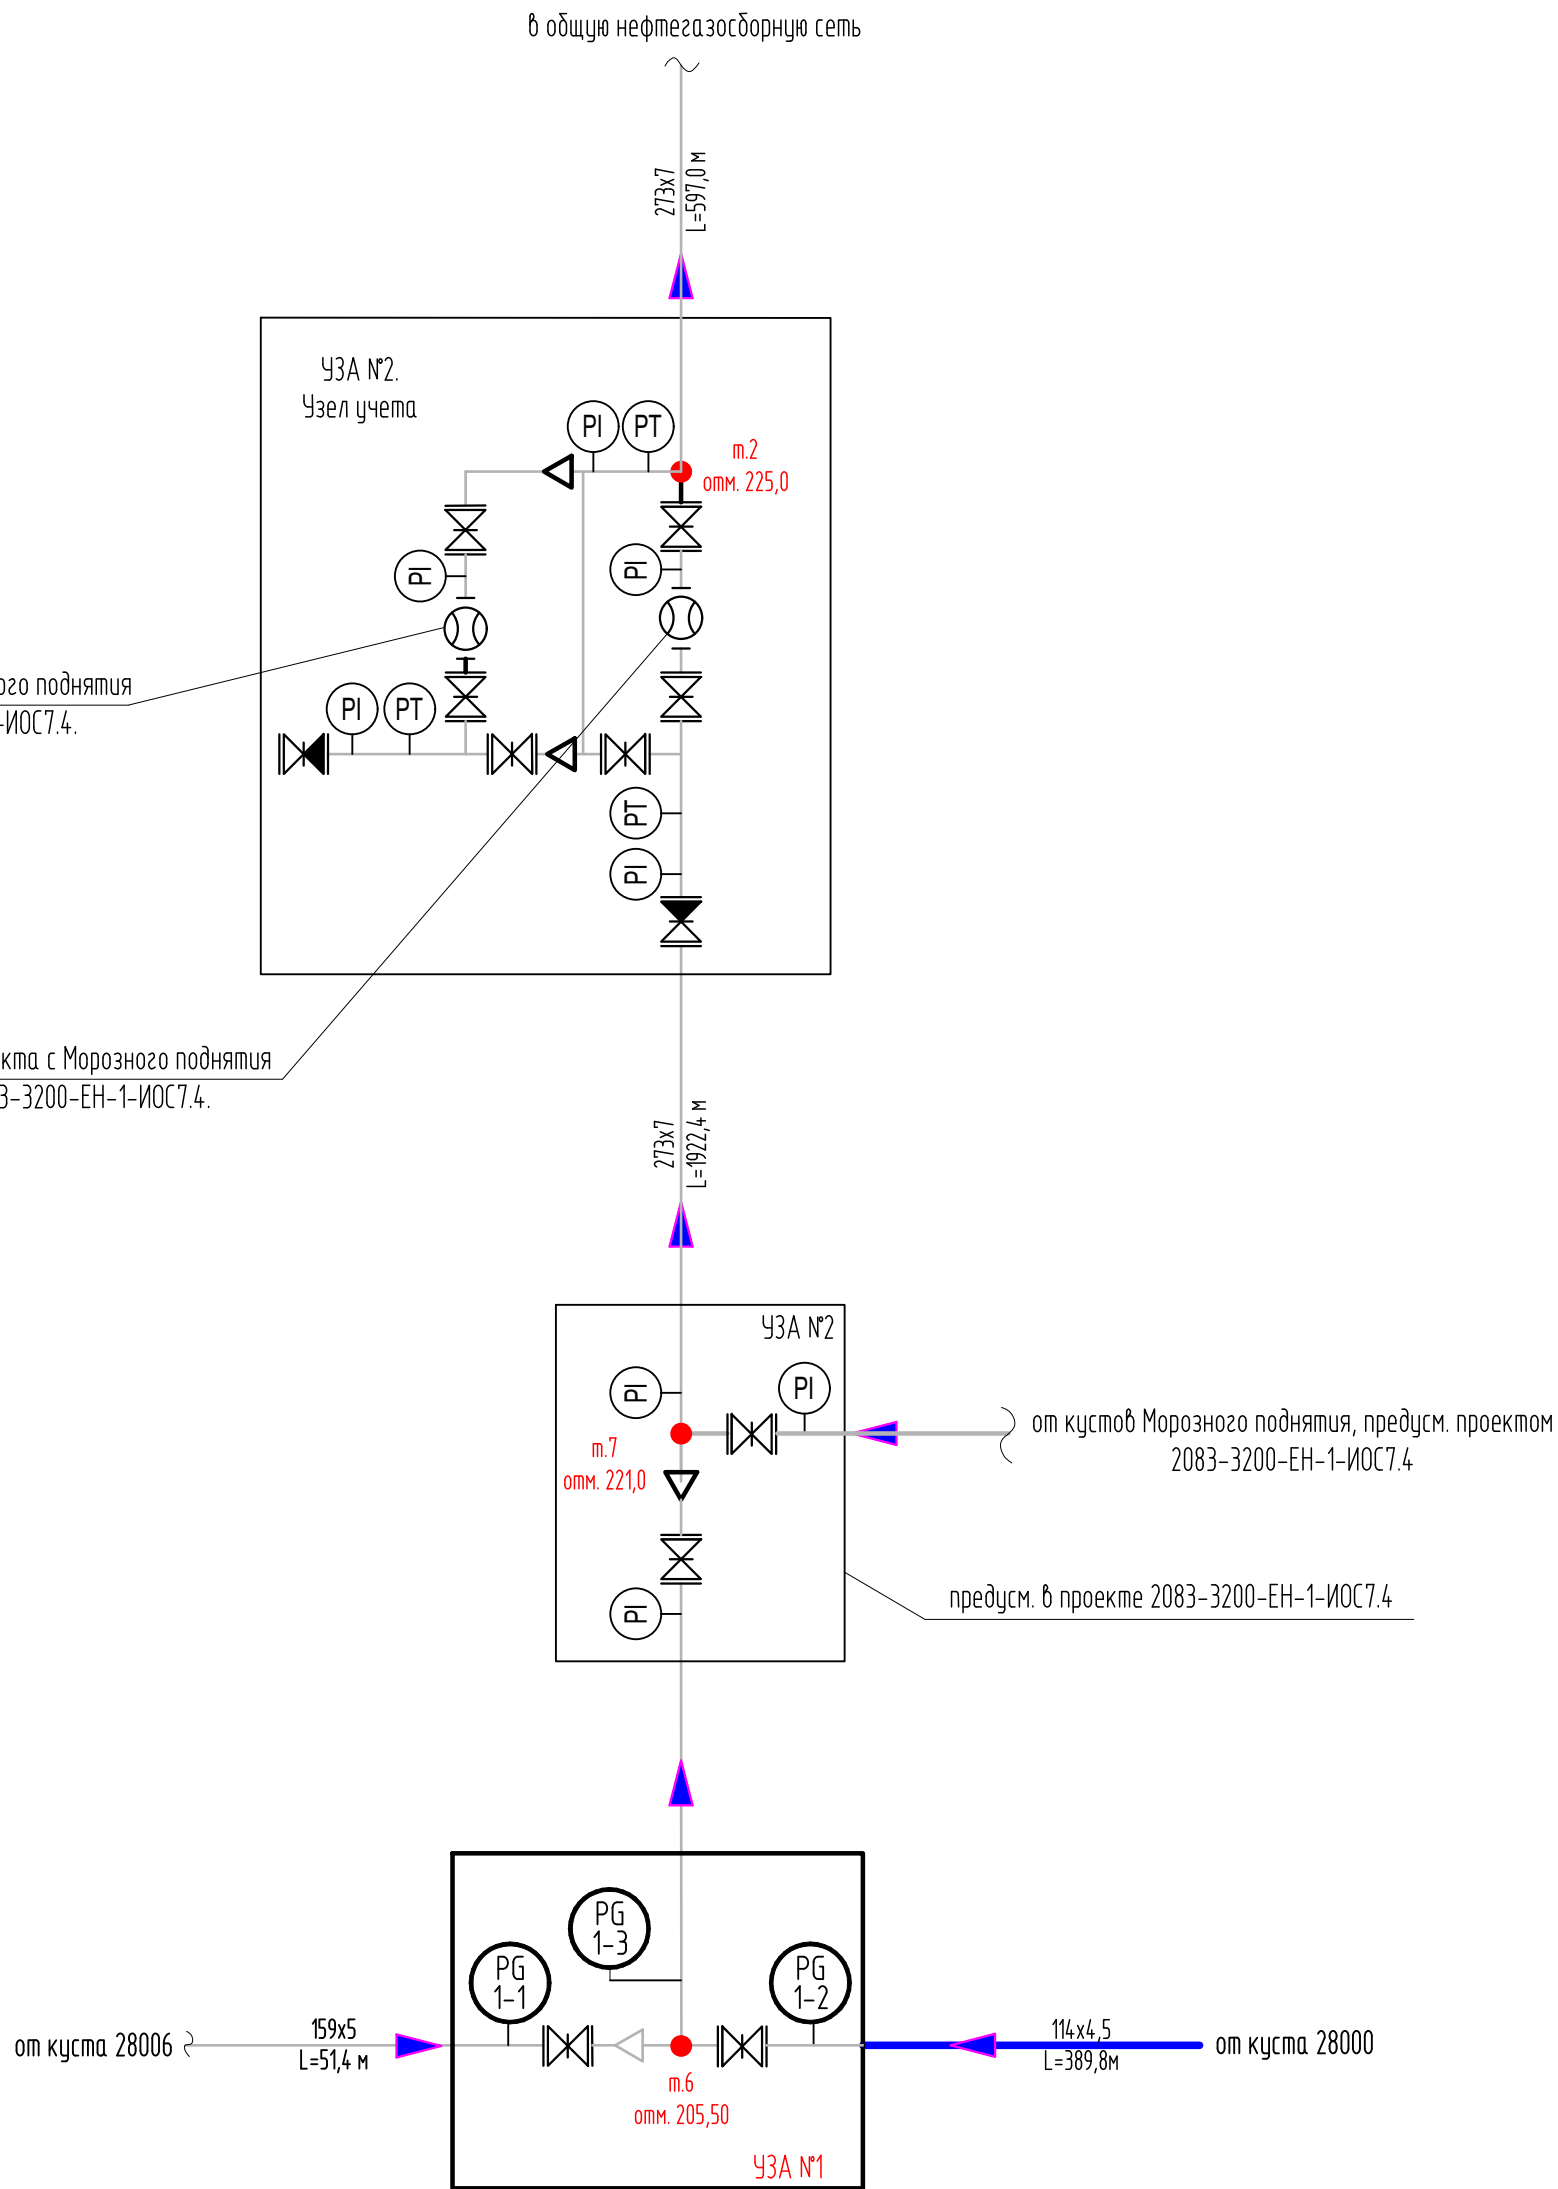 в общую нефтегазосборную сеть
273х7
L=597,0 м
УЗА №2.
Узел учета
PI
PT
т.2
отм. 225,0
PI
PI
ого поднятия
-ИОС7.4.
PI
PT
PT
PI
кта с Морозного поднятия
3-3200-ЕН-1-ИОС7.4.
273х7
L=1922,4 м
УЗА №2
PI
PI
от кустов Морозного поднятия, предусм. проектом
2083-3200-ЕН-1-ИОС7.4
т.7
отм. 221,0
предусм. в проекте 2083-3200-ЕН-1-ИОС7.4
PI
PG
1-3
PG
1-1
PG
1-2
от куста 28006
159х5
L=51,4 м
114х4,5
L=389,8м
от куста 28000
т.6
отм. 205,50
УЗА №1